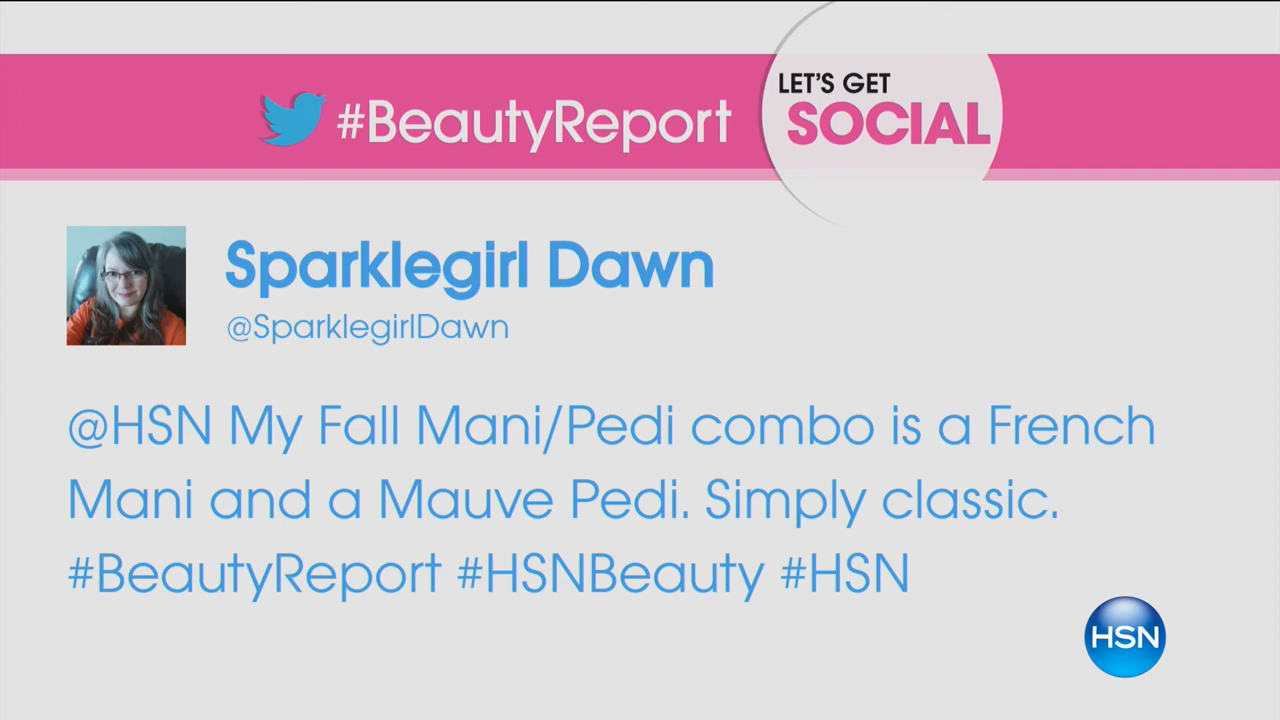 #BeautyReport
LET'S GET
SOCIAL
Sparklegirl Dawn
@SparklegirlDawn
@HSN My Fall Mani/Pedi combo is a French
Mani and a Mauve Pedi. Simply classic.
#BeautyReport #HSNBeauty #HSN
HSN